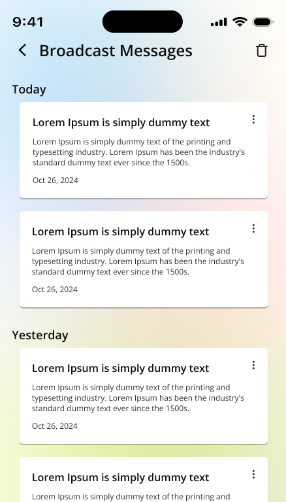 9:41
Broadcast Messages
Today
Lorem Ipsum is simply dummy text
Lorem Ipsum is simply dummy text of the printing and
typesetting industry. Lorem Ipsum has been the industry's
standard dummy text ever since the 1500s.
Oct 26, 2024
Lorem Ipsum is simply dummy text
Lorem Ipsum is simply dummy text of the printing and
typesetting industry. Lorem Ipsum has been the industry's
standard dummy text ever since the 1500s.
Oct 26, 2024
Yesterday
Lorem Ipsum is simply dummy text
Lorem Ipsum is simply dummy text of the printing and
typesetting industry. Lorem Ipsum has been the industry's
standard dummy text ever since the 1500s.
Oct 26, 2024
Lorem Ipsum is simply dummy text
Lorem Ipsum is simply dummy text of the printing and